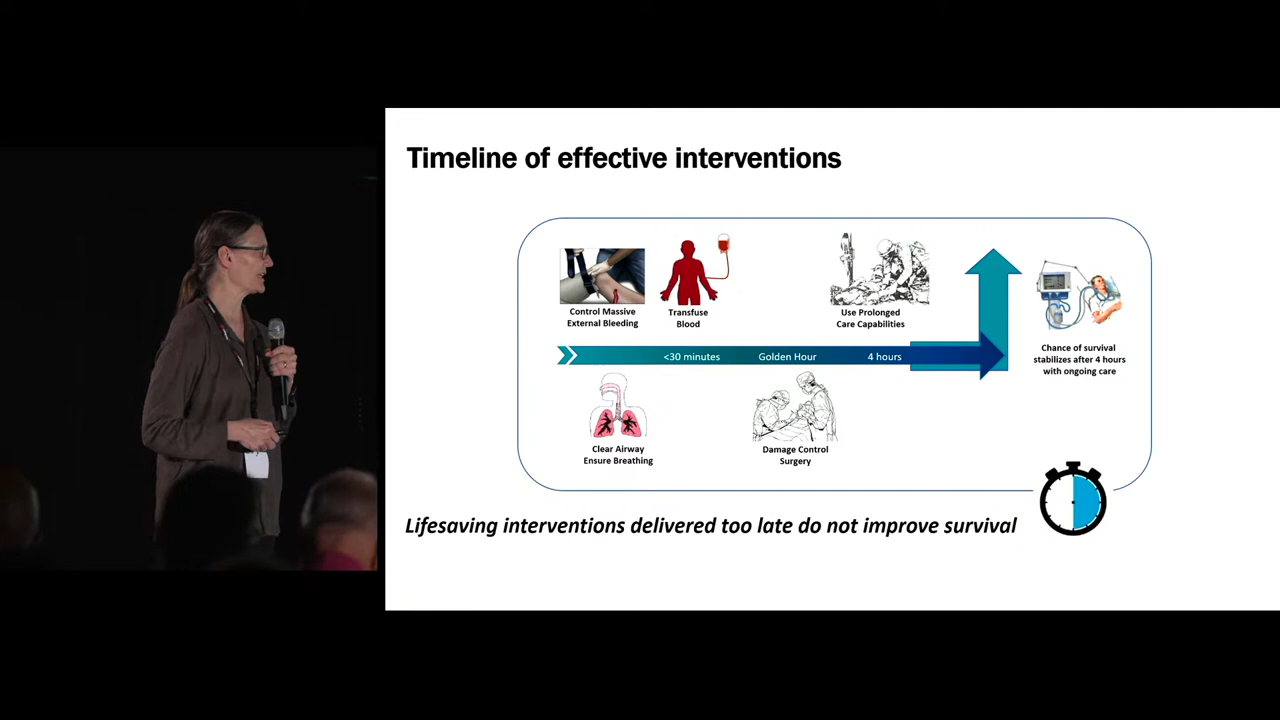 Timeline of effective interventions
Control Massive
External Bleeding
Transfuse
Blood
Use Prolonged
Care Capabilities
<30 minutes
Golden Hour
4 hours
Chance of survival
stabilizes after 4 hours
with ongoing care
Clear Airway
Ensure Breathing
Damage Control
Surgery
Lifesaving interventions delivered too late do not improve survival